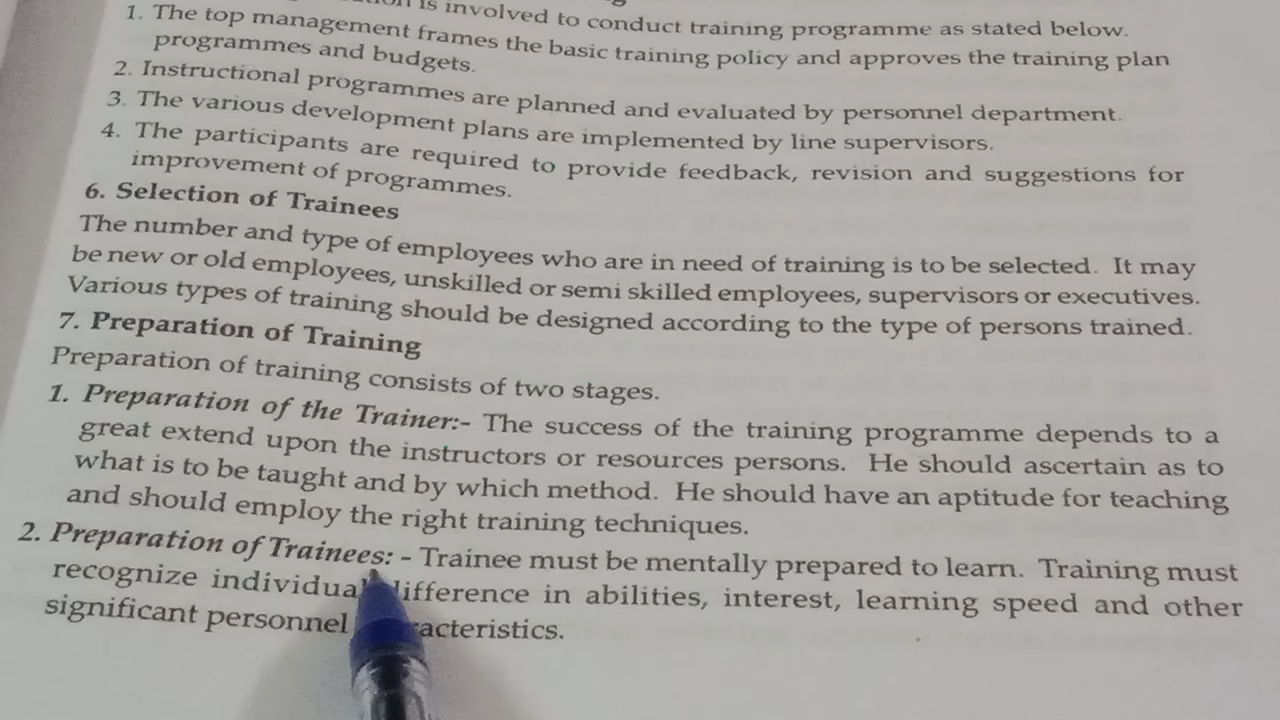 is involved to conduct training programme as stated below.
1. The top management frames the basic training policy and approves the training plan
programmes and budgets.
2. Instructional programmes are planned and evaluated by personnel department.
3. The various development plans are implemented by line supervisors.
4. The participants are required to provide feedback, revision and suggestions for
improvement of programmes.
6. Selection of Trainees
The number and type of employees who are in need of training is to be selected. It may
be new or old employees, unskilled or semi skilled employees, supervisors or executives.
Various types of training should be designed according to the type of persons trained.
7. Preparation of Training
Preparation of training consists of two stages.
1. Preparation of the Trainer:- The success of the training programme depends to a
great extend upon the instructors or resources persons. He should ascertain as to
what is to be taught and by which method. He should have an aptitude for teaching
and should employ the right training techniques.
2. Preparation of Trainees: - Trainee must be mentally prepared to learn. Training must
recognize individual difference in abilities, interest, learning speed and other
significant personnel acteristics.